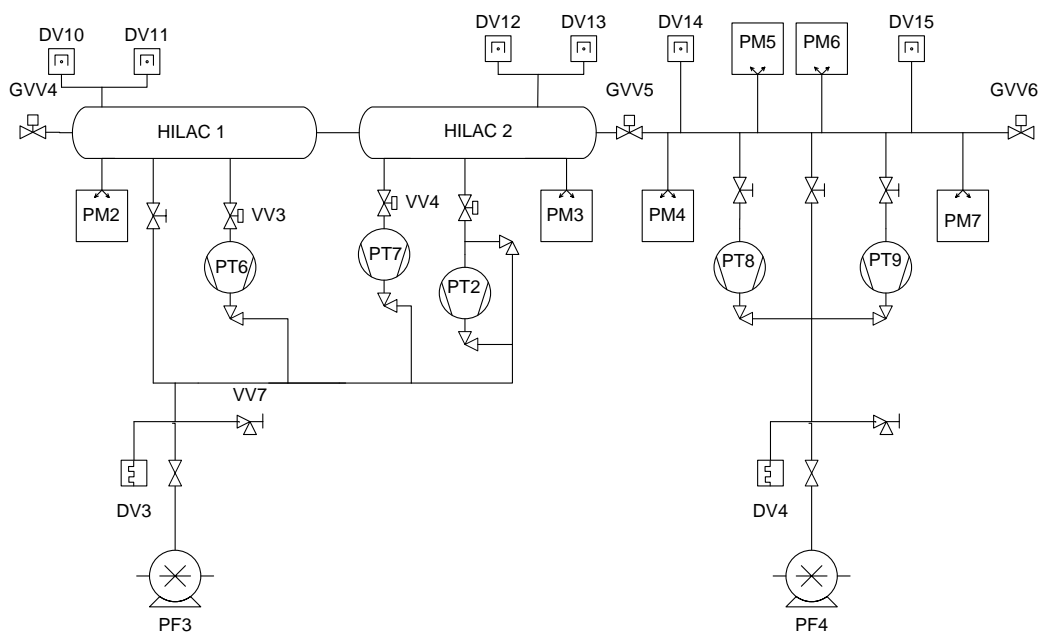 DV10
DV11
DV12
DV13
DV14
PM5
PM6
DV15
GVV4
GVV5
GVV6
HILAC 1
HILAC 2
PM2
VV3
VV4
PM3
PM4
PM7
PT6
PT7
PT2
PT8
PT9
VV7
DV3
DV4
PF3
PF4